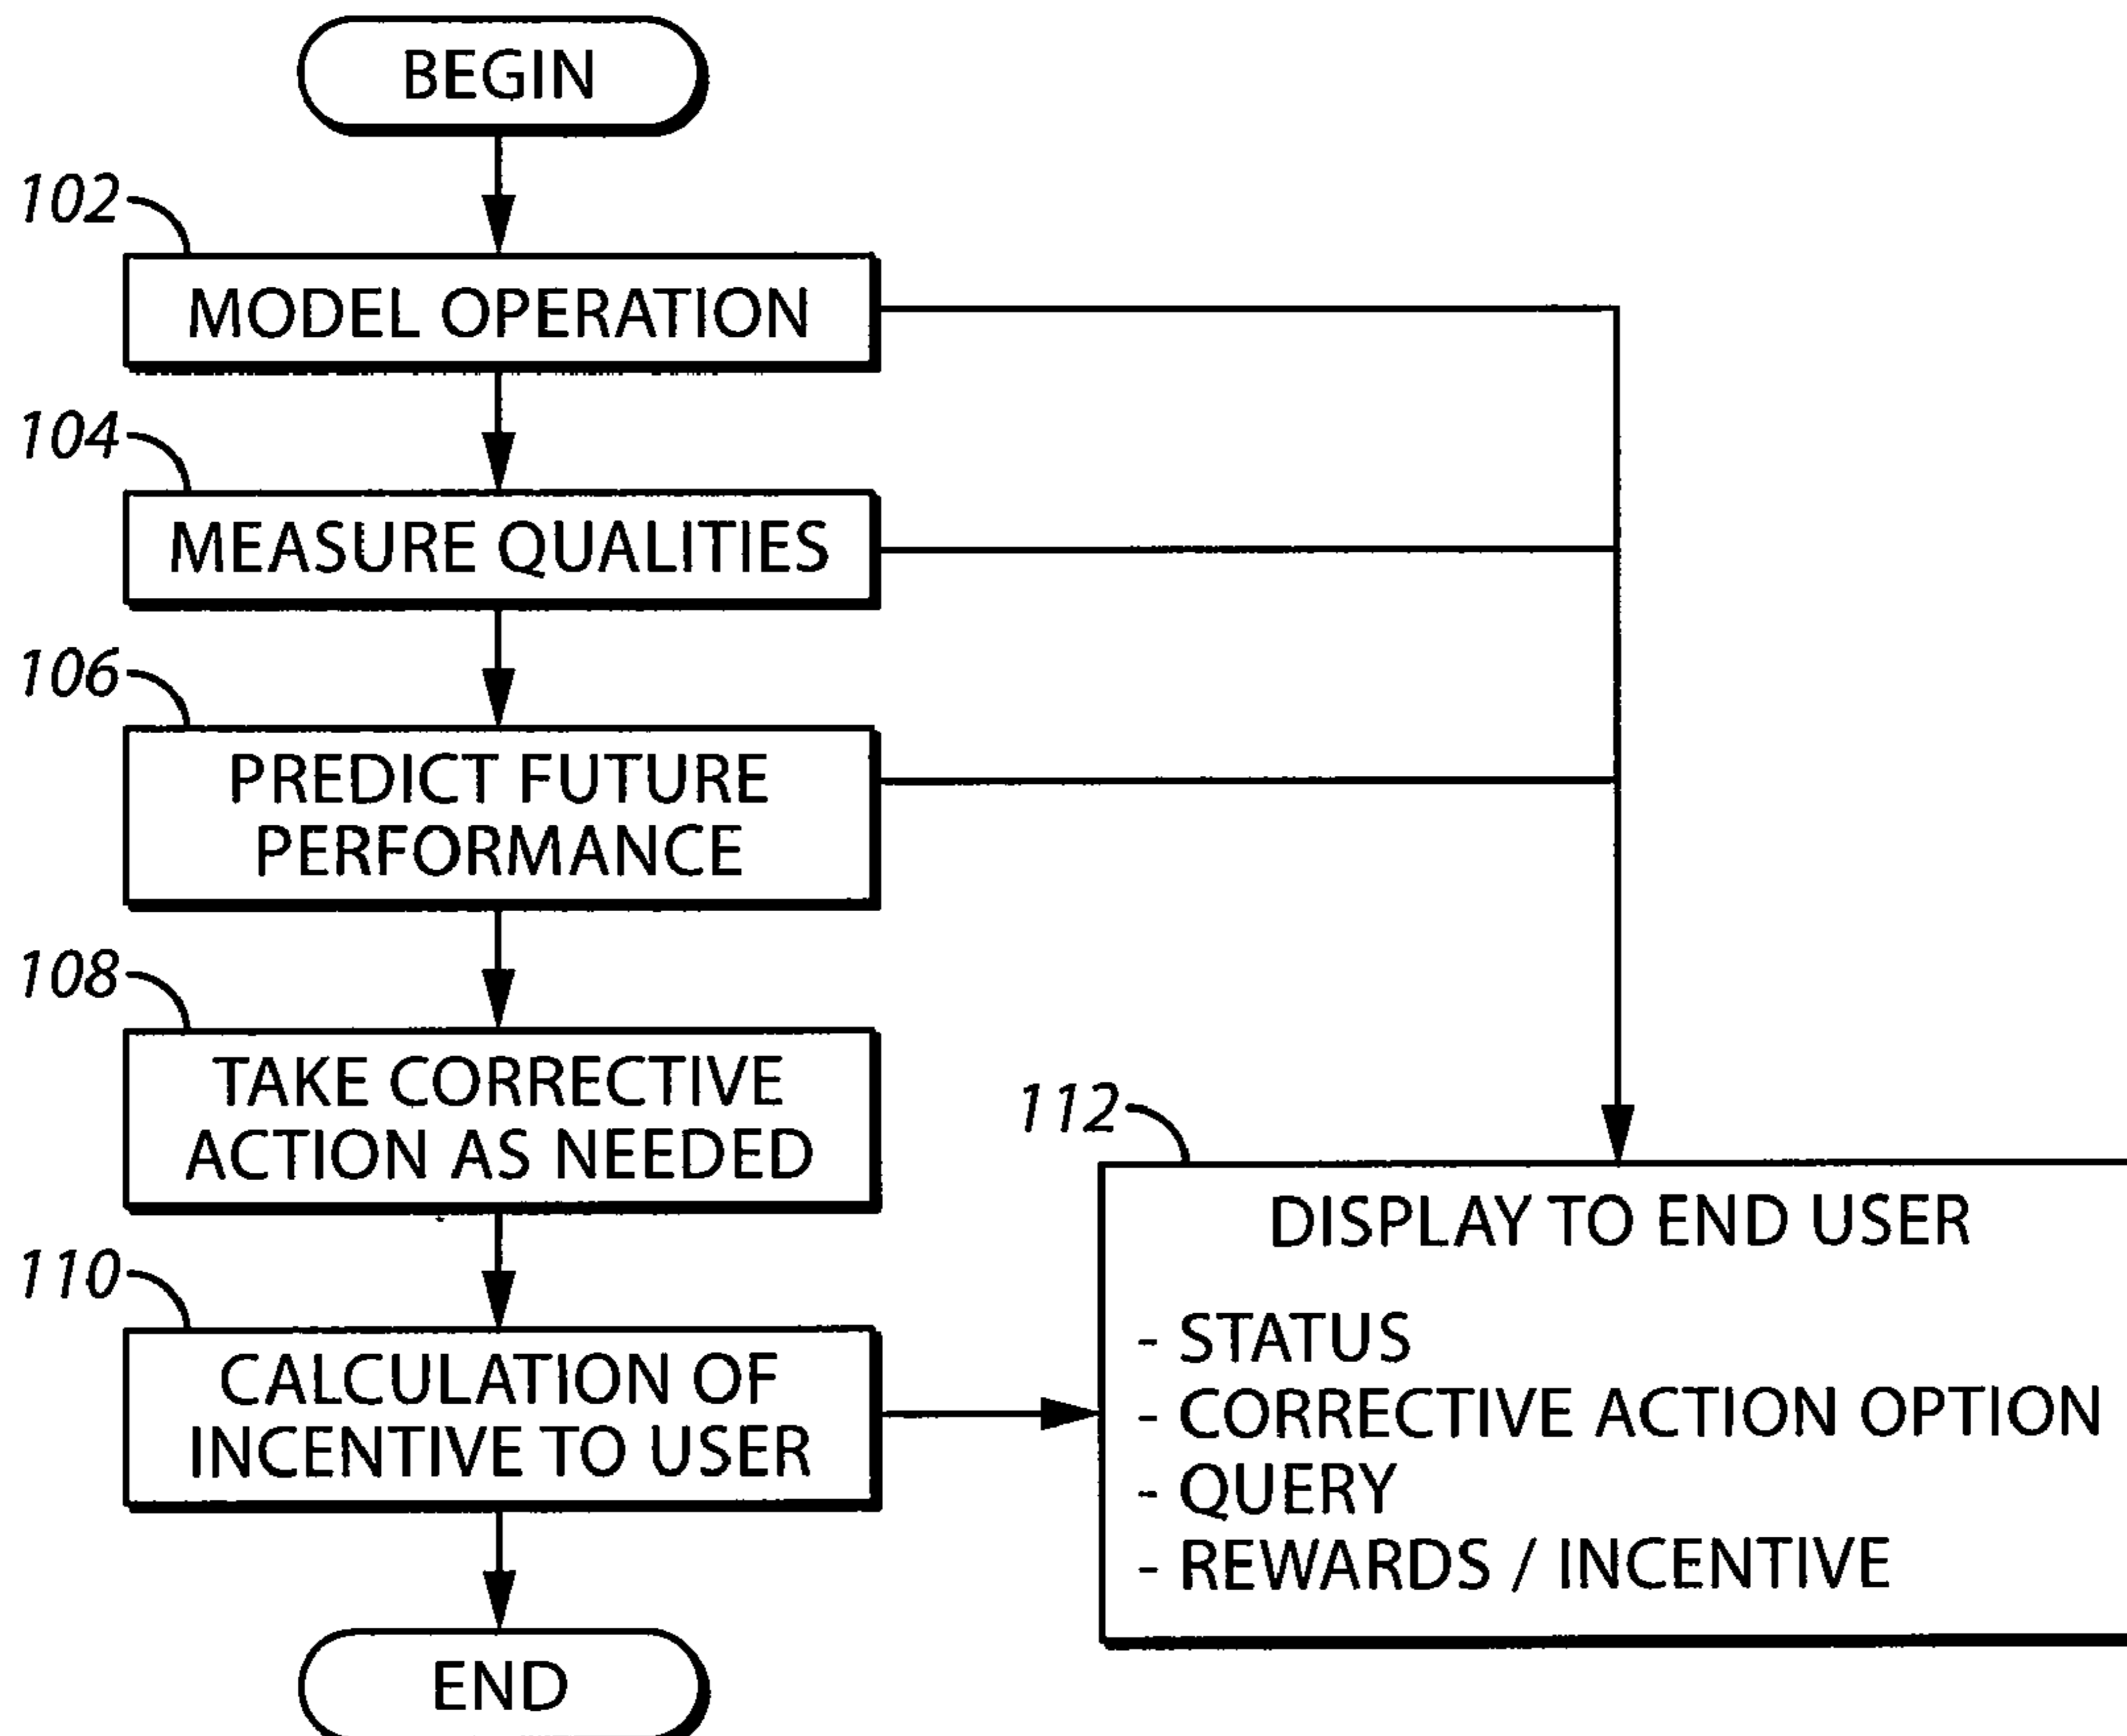 BEGIN
102
MODEL OPERATION
104
MEASURE QUALITIES
106
PREDICT FUTURE
PERFORMANCE
108
TAKE CORRECTIVE
ACTION AS NEEDED
110
CALCULATION OF
INCENTIVE TO USER
END
112
DISPLAY TO END USER
- STATUS
- CORRECTIVE ACTION OPTION
- QUERY
- REWARDS / INCENTIVE